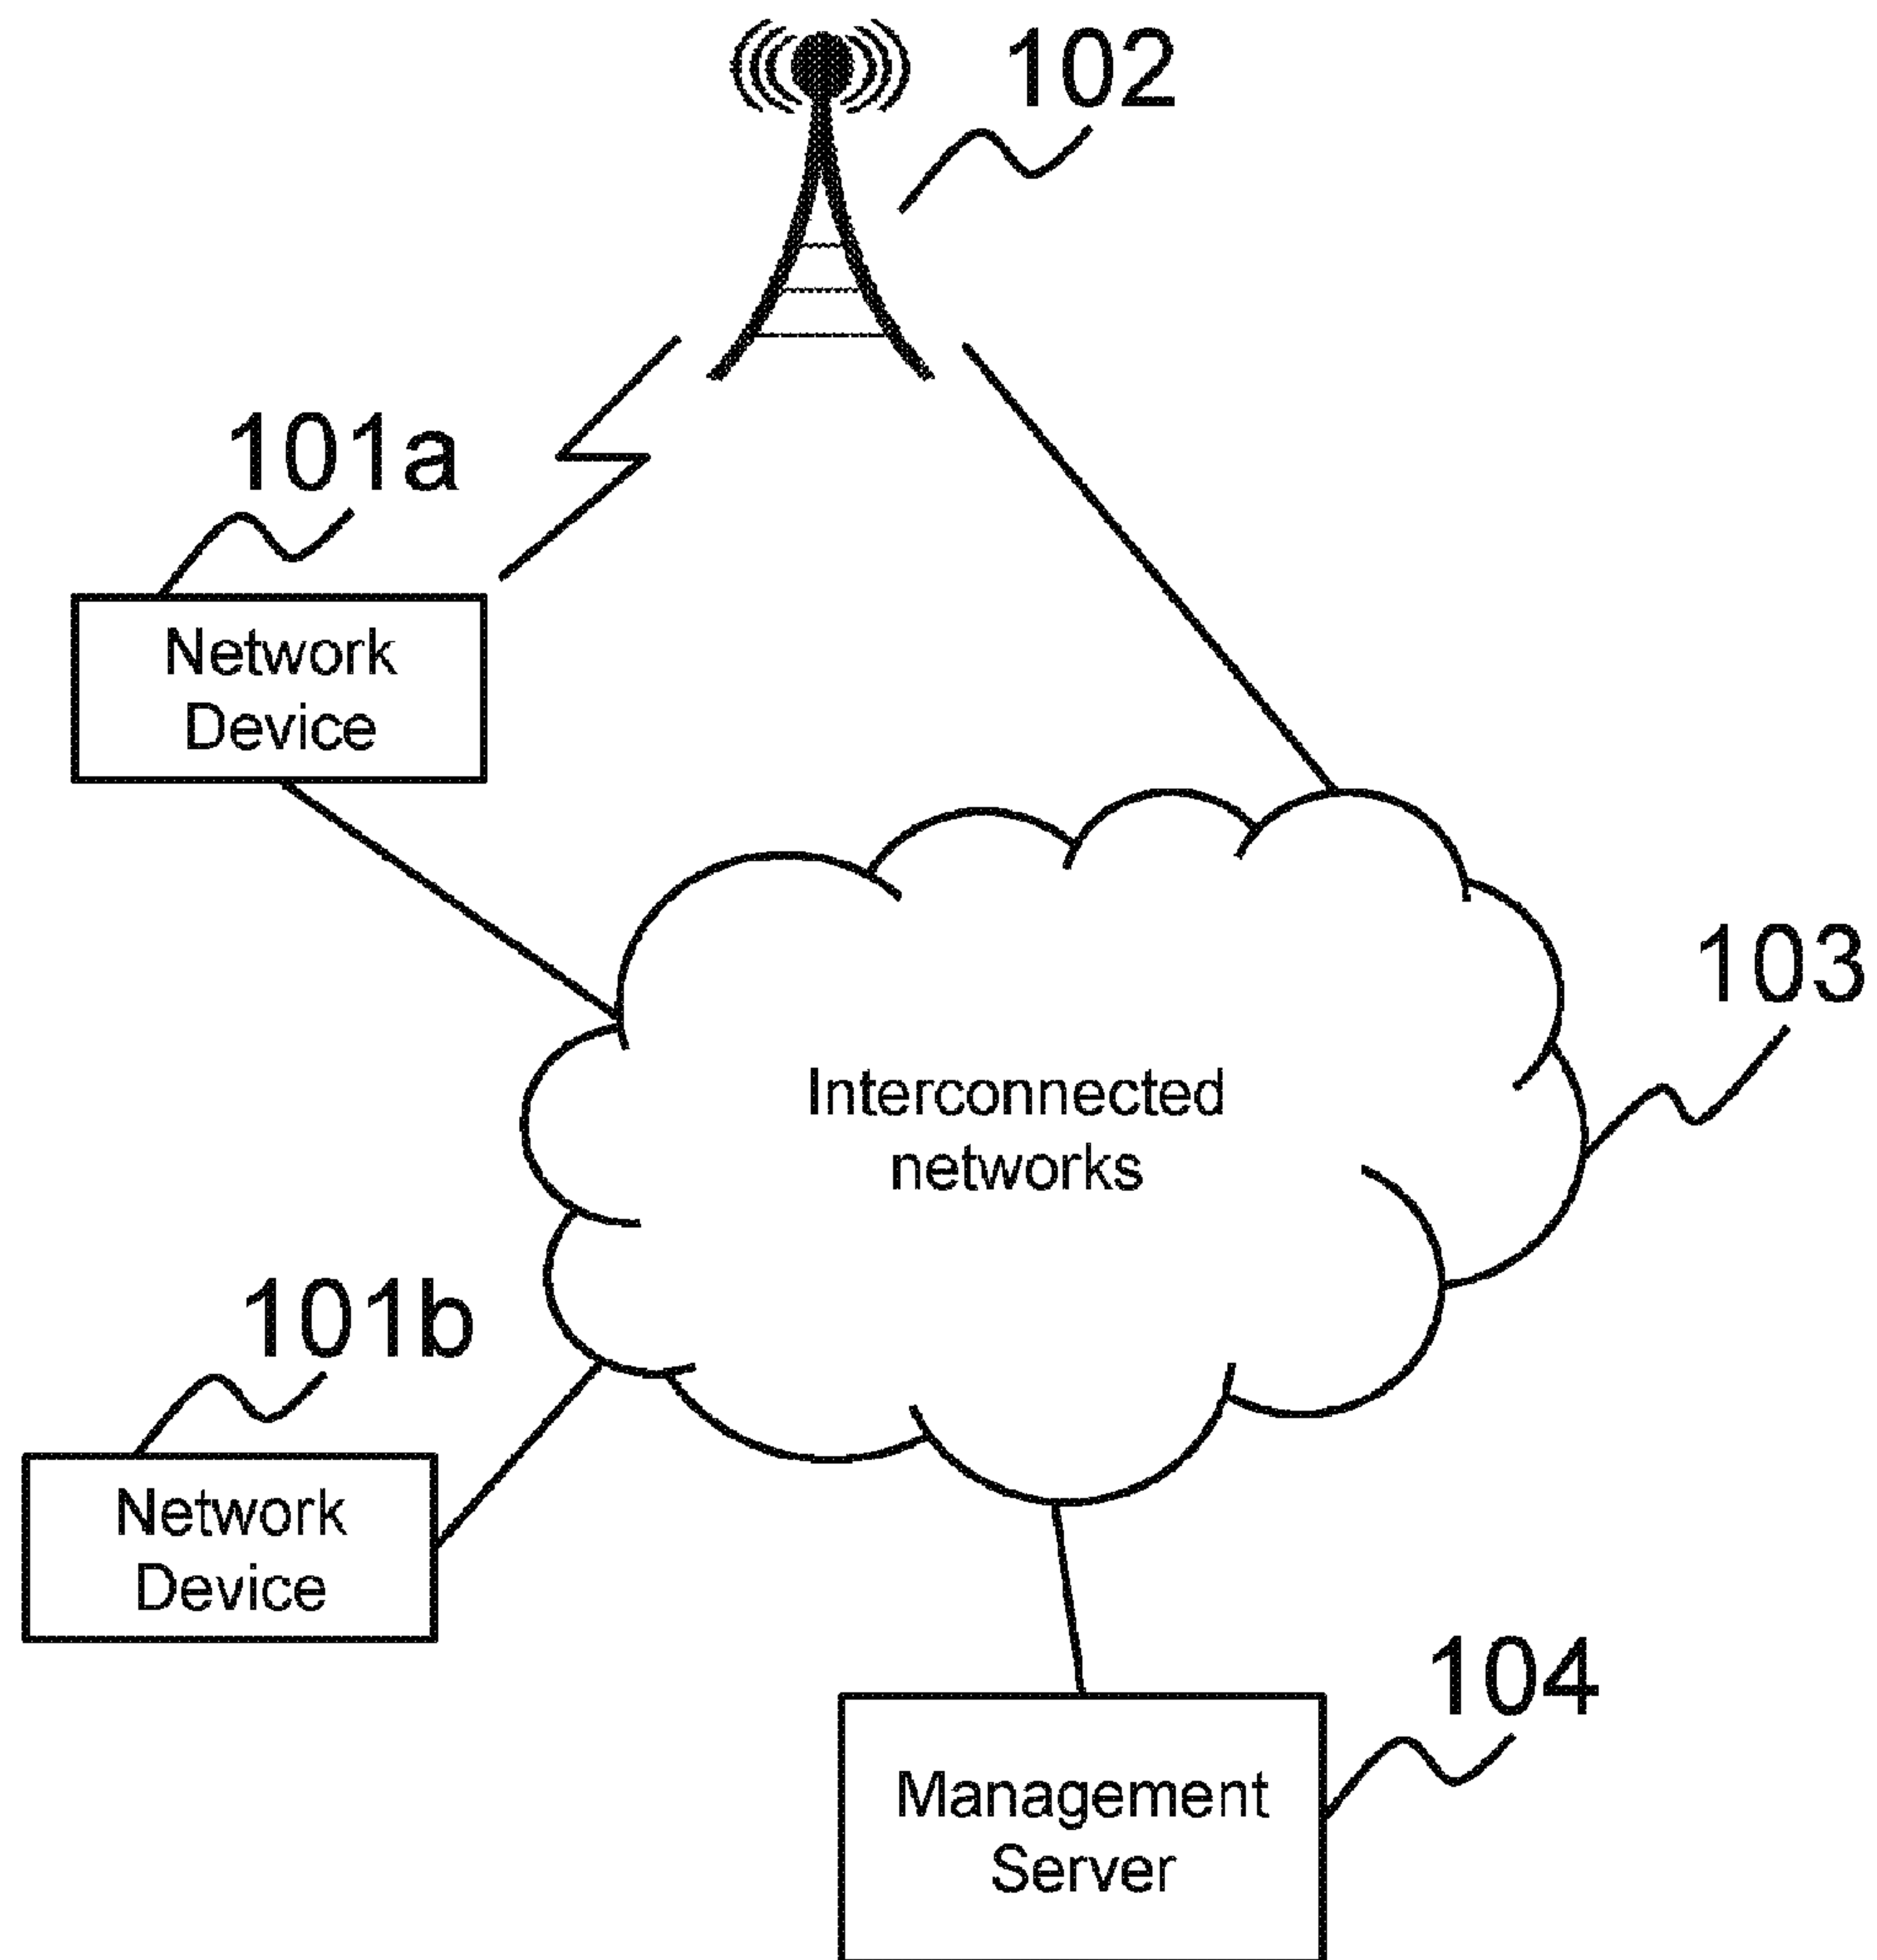 102
101a
Network
Device
103
Interconnected
networks
101b
Network
Device
104
Management
Server